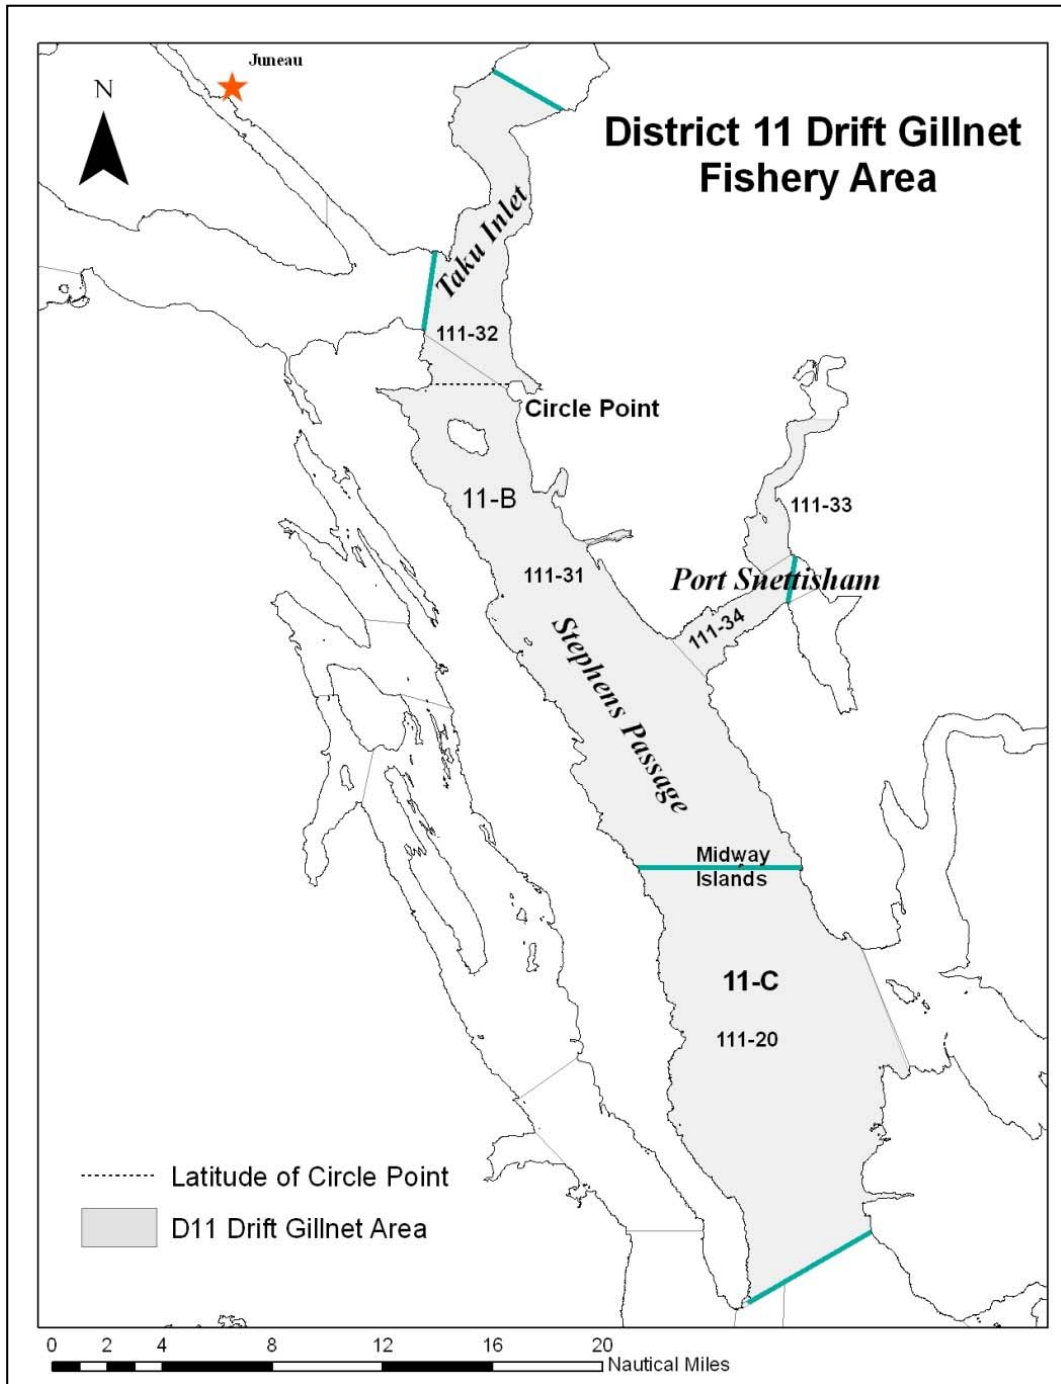 Juneau
N
District 11 Drift Gillnet
Fishery Area
Taku Inlet
111-32
Circle Point
11-B
111-33
111-31
Port Snettisham
111-34
Stephens Passage
Midway
Islands
11-C
111-20
Latitude of Circle Point
D11 Drift Gillnet Area
0 2 4 8 12 16 20
Nautical Miles